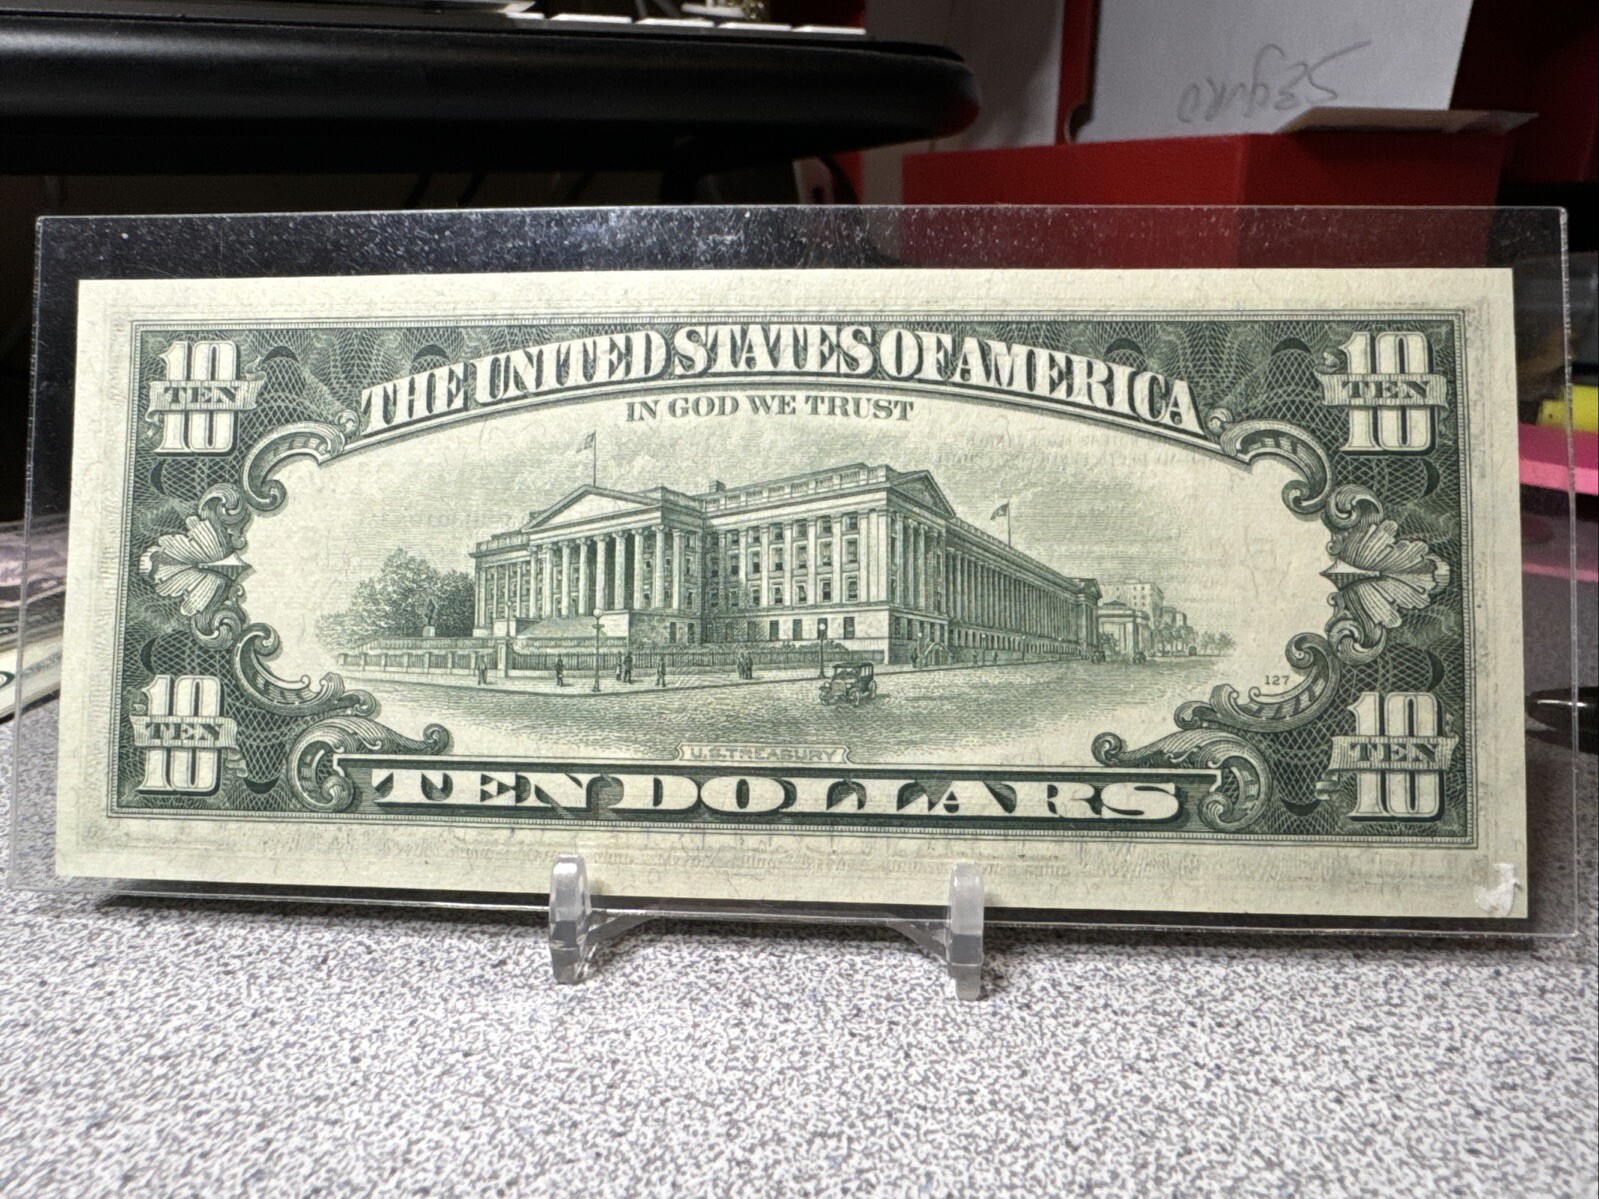 Seguro
10
TEN
10
THE UNITED STATES OF AMERICA
10
TEN
10
IN GOD WE TRUST
127
10
TEN
10
U.S. TREASURY
10
TEN
10
TEN DOLLARS